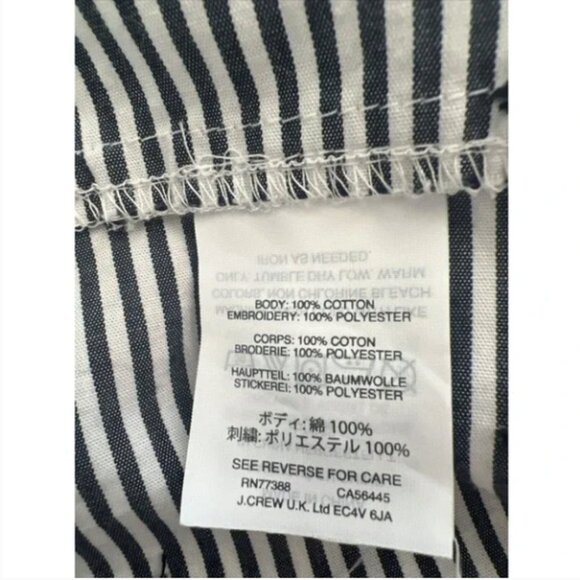 BODY: 100% COTTON
EMBROIDERY: 100% POLYESTER
CORPS: 100% COTON
BRODERIE: 100% POLYESTER
HAUPTTEIL: 100% BAUMWOLLE
STICKEREI: 100% POLYESTER
ボディ: 綿 100%
刺繍: ポリエステル 100%
SEE REVERSE FOR CARE
RN77388 CA56445
J.CREW U.K. Ltd EC4V 6JA